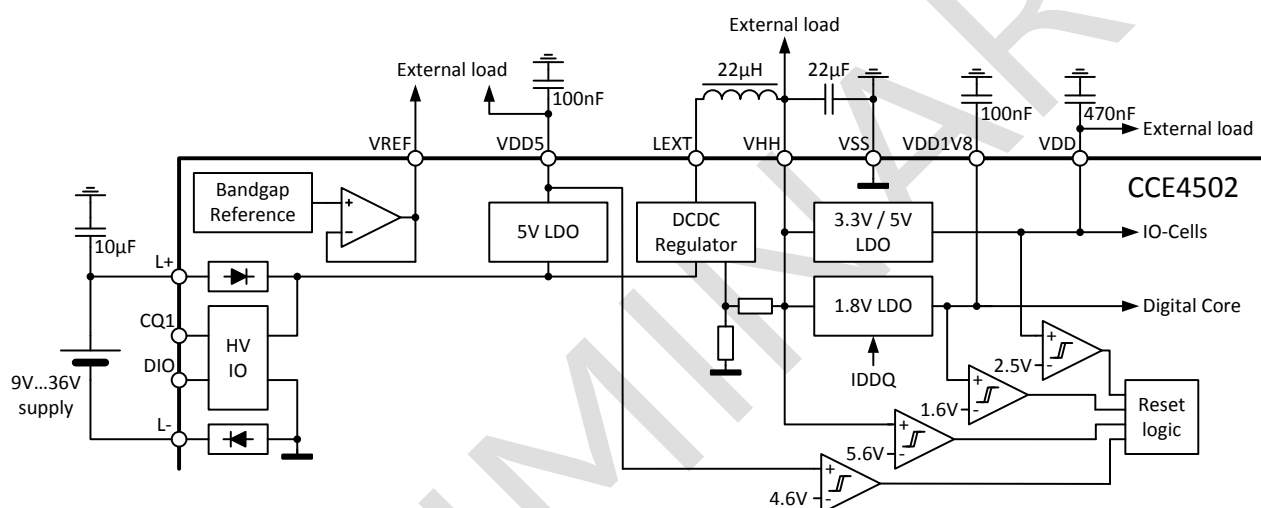 External load
External load
22µH
22µF
100nF
100nF
470nF
External load
VREF
VDD5
LEXT
VHH
VSS
VDD1V8
VDD
CCE4502
Bandgap
Reference
+
-
5V LDO
DCDC
Regulator
3.3V / 5V
LDO
IO-Cells
10µF
L+
1.8V LDO
Digital Core
CQ1
HV
IO
DIO
IDDQ
9V...36V
supply
L-
+
2.5V
-
+
1.6V
-
+
5.6V
-
+
4.6V
-
Reset
logic